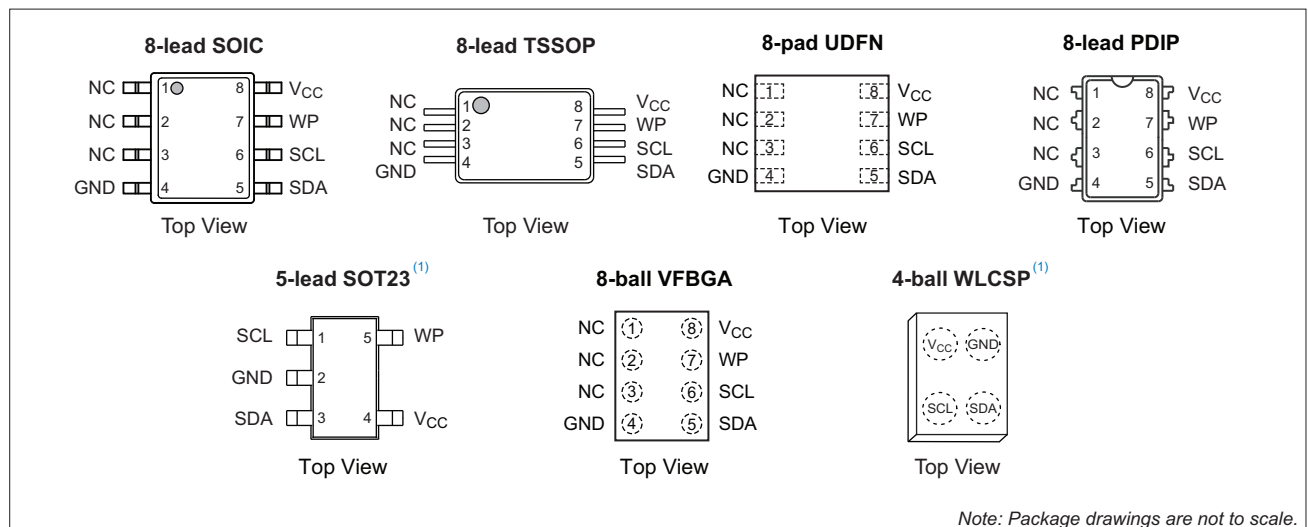 8-lead SOIC
NC 1 8 VCC
NC 2 7 WP
NC 3 6 SCL
GND 4 5 SDA
Top View
8-lead TSSOP
NC 1 8 VCC
NC 2 7 WP
NC 3 6 SCL
GND 4 5 SDA
Top View
8-pad UDFN
NC 1 8 VCC
NC 2 7 WP
NC 3 6 SCL
GND 4 5 SDA
Top View
8-lead PDIP
NC 1 8 VCC
NC 2 7 WP
NC 3 6 SCL
GND 4 5 SDA
Top View
5-lead SOT23 (1)
SCL 1 5 WP
GND 2
SDA 3 4 VCC
Top View
8-ball VFBGA
NC 1 8 VCC
NC 2 7 WP
NC 3 6 SCL
GND 4 5 SDA
Top View
4-ball WLCSP (1)
VCC GND
SCL SDA
Top View
Note: Package drawings are not to scale.